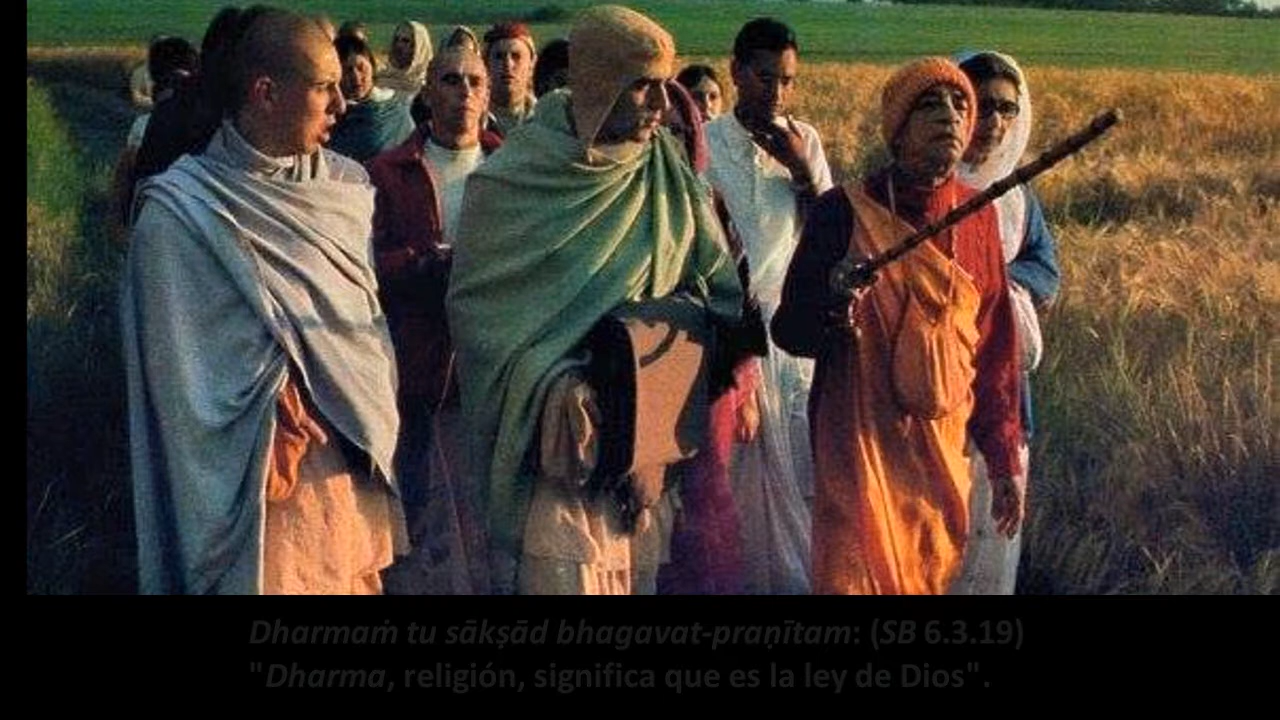 Dharmaṁ tu sākṣād bhagavat-praṇītam: (SB 6.3.19)
"Dharma, religión, significa que es la ley de Dios".